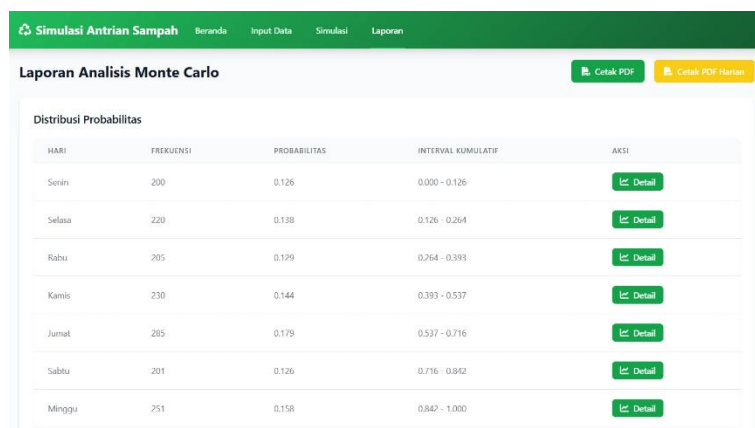 Simulasi Antrian Sampah Beranda Input Data Simulasi Laporan
Laporan Analisis Monte Carlo Cetak PDF Cetak PDF Harian
Distribusi Probabilitas
HARI FREKUENSI PROBABILITAS INTERVAL KUMULATIF AKSI
Senin 200 0.126 0.000 - 0.126 Detail
Selasa 220 0.138 0.126 - 0.264 Detail
Rabu 205 0.129 0.264 - 0.393 Detail
Kamis 230 0.144 0.393 - 0.537 Detail
Jumat 285 0.179 0.537 - 0.716 Detail
Sabtu 201 0.126 0.716 - 0.842 Detail
Minggu 251 0.158 0.842 - 1.000 Detail